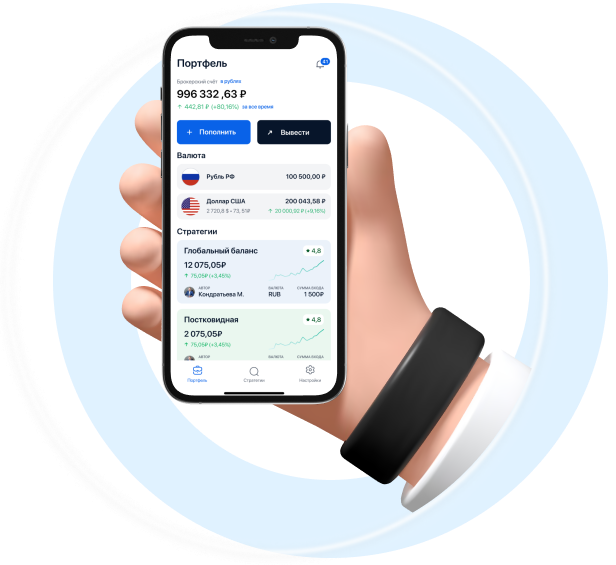 Портфель
41
Брокерский счёт в рублях
996 332 ,63 ₽
↑ 442,81 ₽ (+80,16%) за все время
+ Пополнить
↗ Вывести
Валюта
Рубль РФ 100 500,00 ₽
Доллар США 200 043,58 ₽
2 720,8 $ • 73, 51₽ ↑ 20 000,92 ₽ (+9,16%)
Стратегии
Глобальный баланс ★ 4,8
12 075,05₽
↑ 75,05₽ (+3,45%)
АВТОР ВАЛЮТА СУММА ВХОДА
Кондратьева М. RUB 1 500₽
Постковидная ★ 4,8
2 075,05₽
↑ 75,05₽ (+3,45%)
АВТОР ВАЛЮТА СУММА ВХОДА
Портфель Стратегии Настройки